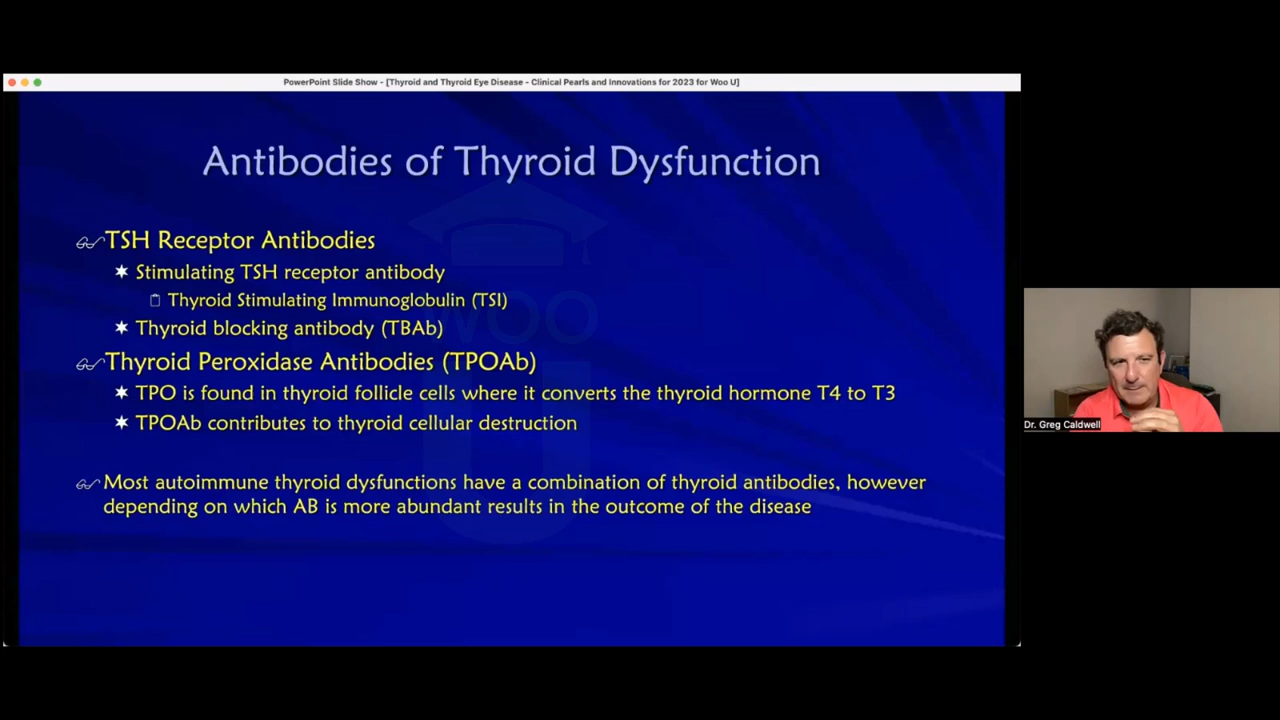 PowerPoint Slide Show - [Thyroid and Thyroid Eye Disease - Clinical Pearls and Innovations for 2023 for Woo U]
Antibodies of Thyroid Dysfunction
TSH Receptor Antibodies
Stimulating TSH receptor antibody
Thyroid Stimulating Immunoglobulin (TSI)
Thyroid blocking antibody (TBAb)
Thyroid Peroxidase Antibodies (TPOAb)
TPO is found in thyroid follicle cells where it converts the thyroid hormone T4 to T3
TPOAb contributes to thyroid cellular destruction
Most autoimmune thyroid dysfunctions have a combination of thyroid antibodies, however
depending on which AB is more abundant results in the outcome of the disease
WOO
U
Dr. Greg Caldwell